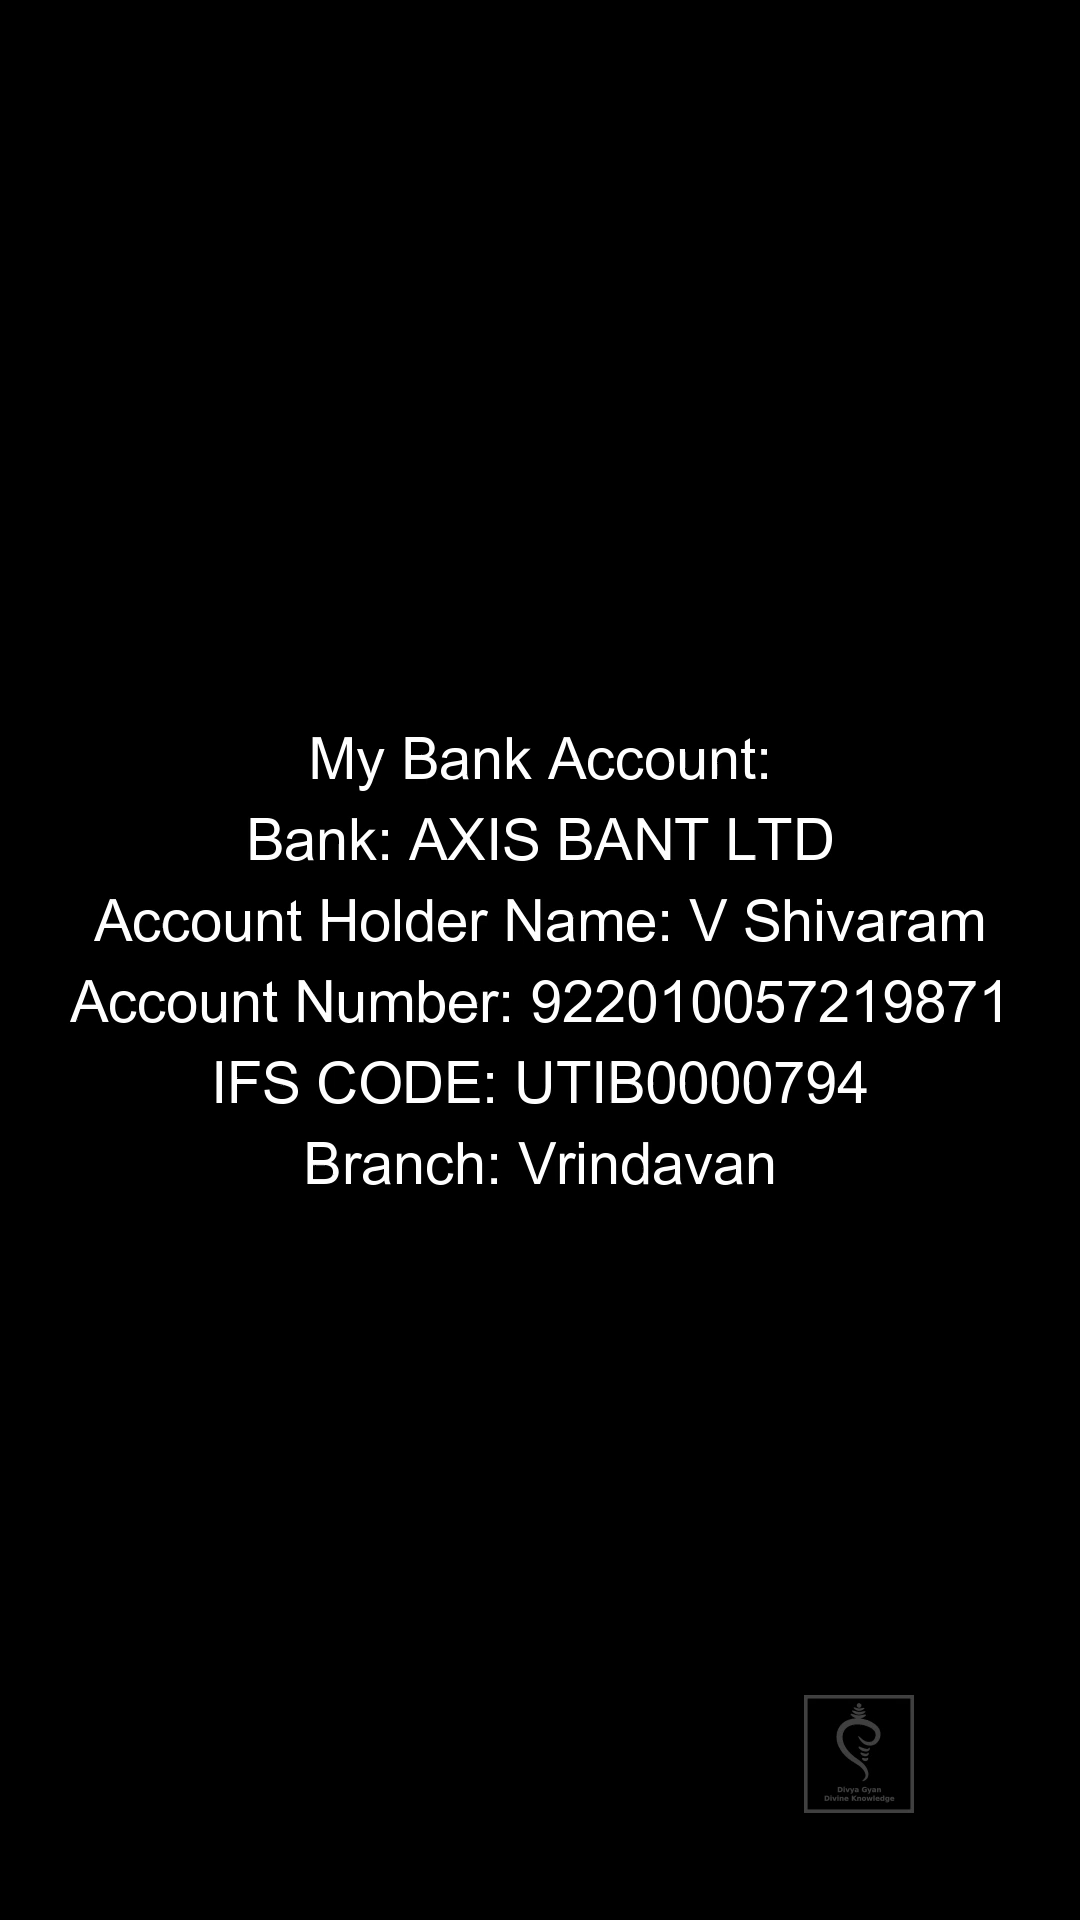 My Bank Account:
Bank: AXIS BANT LTD
Account Holder Name: V Shivaram
Account Number: 922010057219871
IFS CODE: UTIB0000794
Branch: Vrindavan
Divya Gyan
Divine Knowledge